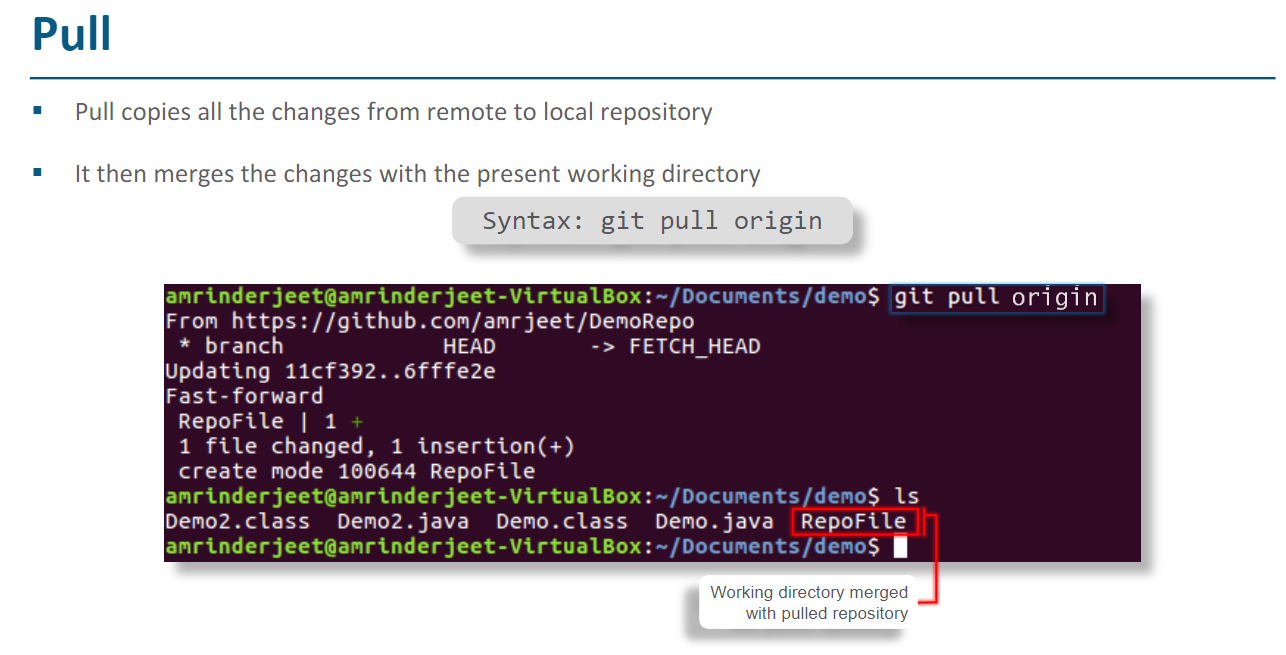 Pull
▪ Pull copies all the changes from remote to local repository
▪ It then merges the changes with the present working directory
Syntax: git pull origin
amrinderjeet@amrinderjeet-VirtualBox:~/Documents/demo$ git pull origin
From https://github.com/amrjeet/DemoRepo
 * branch            HEAD       -> FETCH_HEAD
Updating 11cf392..6fffe2e
Fast-forward
 RepoFile | 1 +
 1 file changed, 1 insertion(+)
 create mode 100644 RepoFile
amrinderjeet@amrinderjeet-VirtualBox:~/Documents/demo$ ls
Demo2.class  Demo2.java  Demo.class  Demo.java  RepoFile
amrinderjeet@amrinderjeet-VirtualBox:~/Documents/demo$
Working directory merged
with pulled repository